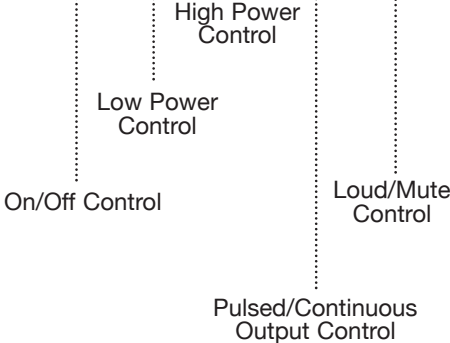 High Power
Control
Low Power
Control
On/Off Control
Loud/Mute
Control
Pulsed/Continuous
Output Control